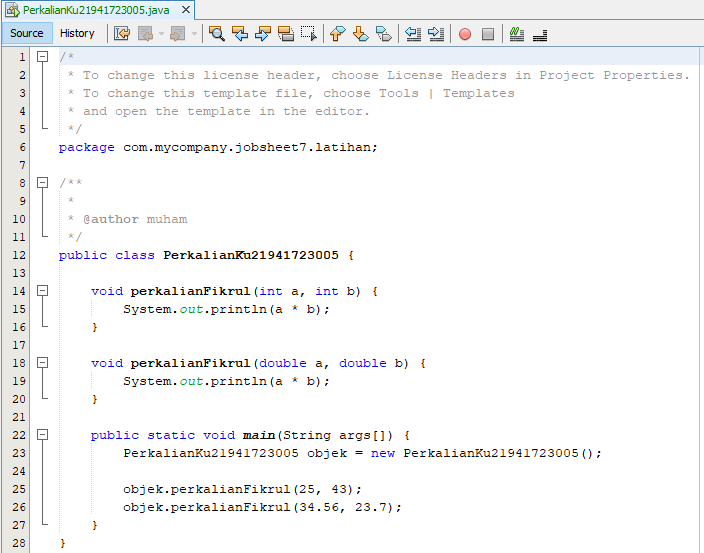 PerkalianKu21941723005.java
Source History
1 /*
2 * To change this license header, choose License Headers in Project Properties.
3 * To change this template file, choose Tools | Templates
4 * and open the template in the editor.
5 */
6 package com.mycompany.jobsheet7.latihan;
7
8 /**
9 *
10 * @author muham
11 */
12 public class PerkalianKu21941723005 {
13
14 void perkalianFikrul(int a, int b) {
15 System.out.println(a * b);
16 }
17
18 void perkalianFikrul(double a, double b) {
19 System.out.println(a * b);
20 }
21
22 public static void main(String args[]) {
23 PerkalianKu21941723005 objek = new PerkalianKu21941723005();
24
25 objek.perkalianFikrul(25, 43);
26 objek.perkalianFikrul(34.56, 23.7);
27 }
28 }